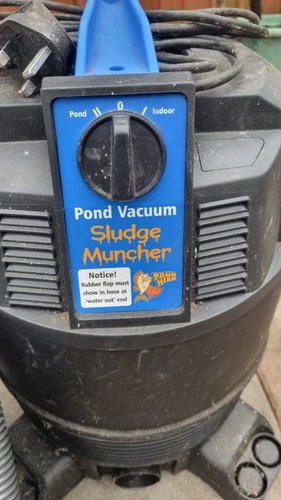 Pond 0 Indoor
Pond Vacuum
Sludge
Muncher
Notice!
Rubber flap must
show in hose at
'water out' end
POND
HERO